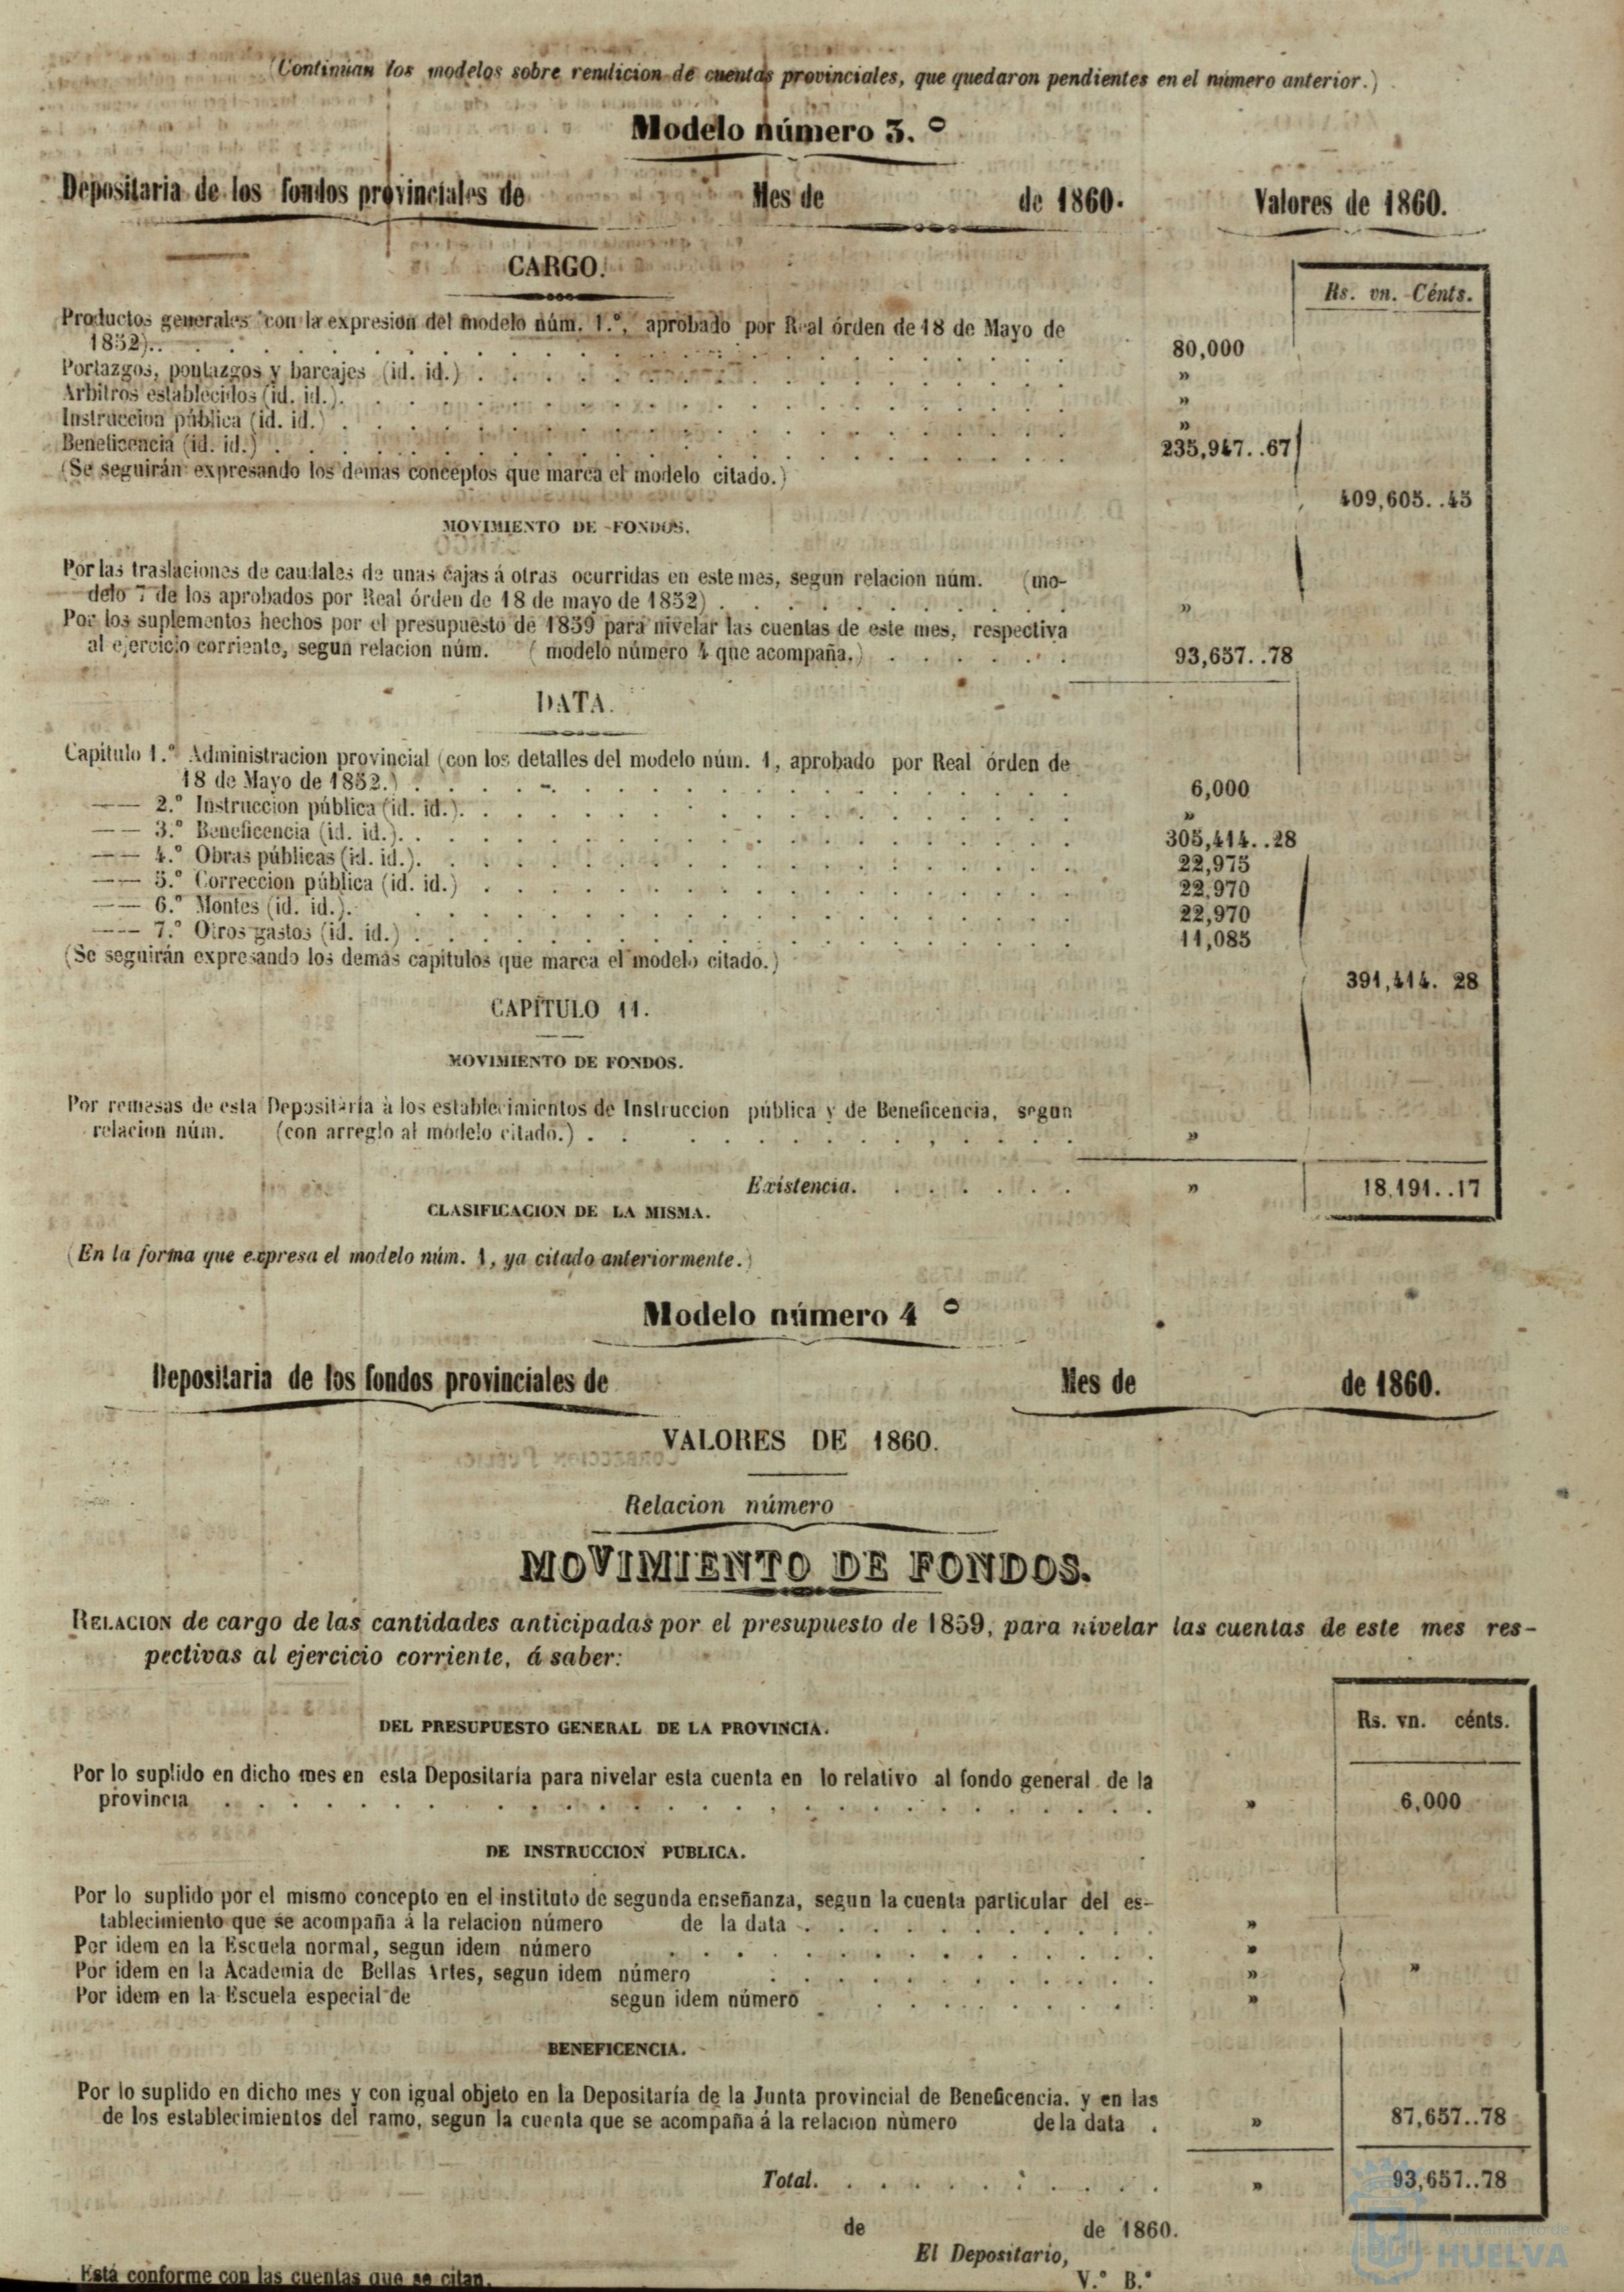 (Continúan los modelos sobre rendicion de cuentas provinciales, que quedaron pendientes en el número anterior.)
Modelo número 3.º
Depositaria de los fondos provinciales de Mes de de 1860. Valores de 1860.
CARGO.
Rs. vn. Cénts.
Productos generales con la expresion del modelo núm. 1.º, aprobado por Real órden de 18 de Mayo de
1852). . 80,000
Portazgos, pontazgos y barcajes (id. id.) . »
Arbitros establecidos (id. id.). »
Instruccion pública (id. id.) . »
Beneficencia (id. id.) . 235,947. .67
(Se seguirán expresando los demas conceptos que marca el modelo citado.)
409,605. .45
MOVIMIENTO DE FONDOS.
Por las traslaciones de caudales de unas cajas á otras ocurridas en este mes, segun relacion núm. (mo-
delo 7 de los aprobados por Real órden de 18 de mayo de 1852) . »
Por los suplementos hechos por el presupuesto de 1859 para nivelar las cuentas de este mes, respectiva
al ejercicio corriente, segun relacion núm. ( modelo número 4 que acompaña.) . 93,657. .78
DATA.
Capitulo 1.º Administracion provincial (con los detalles del modelo núm. 1, aprobado por Real órden de
18 de Mayo de 1852.) . 6,000
—— 2.º Instruccion pública (id. id.). »
—— 3.º Beneficencia (id. id.). 305,414. .28
—— 4.º Obras públicas (id. id.). 22,975
—— 5.º Correccion pública (id. id.) . 22,970
—— 6.º Montes (id. id.). 22,970
—— 7.º Otros gastos (id. id.) . 11,085
(Se seguirán expresando los demás capitulos que marca el modelo citado.)
391,414. 28
CAPÍTULO 11.
MOVIMIENTO DE FONDOS.
Por remesas de esta Depositaría à los establecimientos de Instruccion pública y de Beneficencia, segun
relacion núm. (con arreglo al modelo citado.) . »
Existencia. » 18,191. .17
CLASIFICACION DE LA MISMA.
(En la forma que expresa el modelo núm. 1, ya citado anteriormente.)
Modelo número 4 º
Depositaria de los fondos provinciales de Mes de de 1860.
VALORES DE 1860.
Relacion número
MOVIMIENTO DE FONDOS.
RELACION de cargo de las cantidades anticipadas por el presupuesto de 1859, para nivelar las cuentas de este mes res-
pectivas al ejercicio corriente, á saber:
DEL PRESUPUESTO GENERAL DE LA PROVINCIA.
Rs. vn. cénts.
Por lo suplido en dicho mes en esta Depositaría para nivelar esta cuenta en lo relativo al fondo general de la
provincia . » 6,000
DE INSTRUCCION PUBLICA.
Por lo suplido por el mismo concepto en el instituto de segunda enseñanza, segun la cuenta particular del es-
tablecimiento que se acompaña á la relacion número de la data . »
Por idem en la Escuela normal, segun idem número . »
Por idem en la Academia de Bellas Artes, segun idem número . » »
Por idem en la Escuela especial de segun idem número . »
BENEFICENCIA.
Por lo suplido en dicho mes y con igual objeto en la Depositaría de la Junta provincial de Beneficencia. y en las
de los establecimientos del ramo, segun la cuenta que se acompaña á la relacion número de la data . » 87,657..78
Total. » 93,657..78
de de 1860.
El Depositario,
Está conforme con las cuentas que se citan.
V.º B.º
Ayuntamiento de
HUELVA